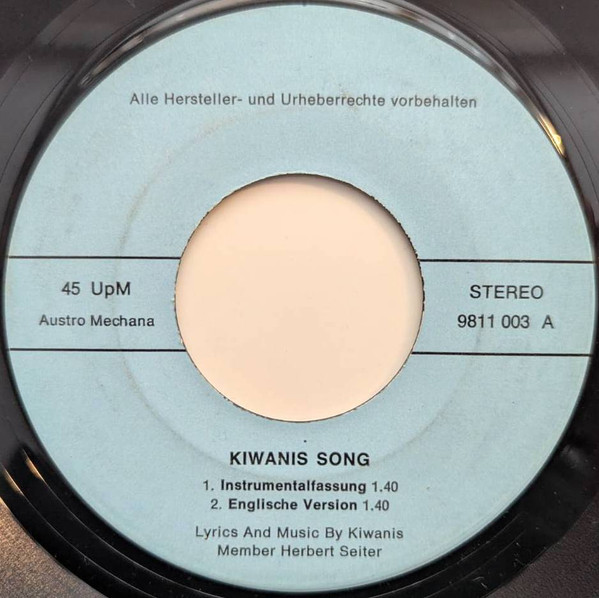 Alle Hersteller- und Urheberrechte vorbehalten
45 UpM
Austro Mechana
STEREO
9811 003 A
KIWANIS SONG
1. Instrumentalfassung 1.40
2. Englische Version 1.40
Lyrics And Music By Kiwanis
Member Herbert Seiter